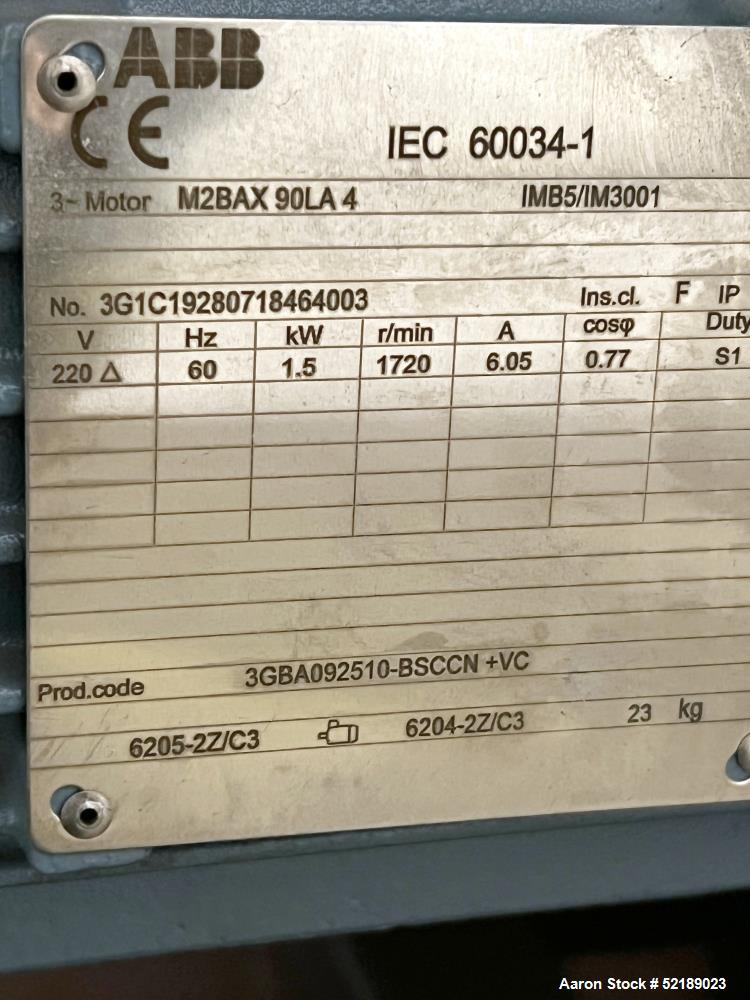 ABB
CE
IEC 60034-1
3~ Motor M2BAX 90LA 4 IMB5/IM3001
No. 3G1C19280718464003 Ins.cl. F IP
V Hz kW r/min A cosφ Duty
220 Δ 60 1.5 1720 6.05 0.77 S1
Prod.code 3GBA092510-BSCCN +VC
6205-2Z/C3 6204-2Z/C3 23 kg
Aaron Stock # 52189023